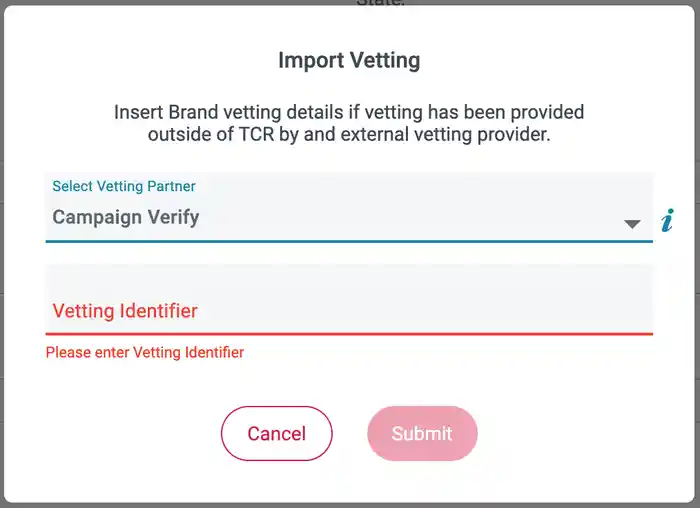 State:
Import Vetting
Insert Brand vetting details if vetting has been provided
outside of TCR by and external vetting provider.
Select Vetting Partner
Campaign Verify
i
Vetting Identifier
Please enter Vetting Identifier
Cancel
Submit